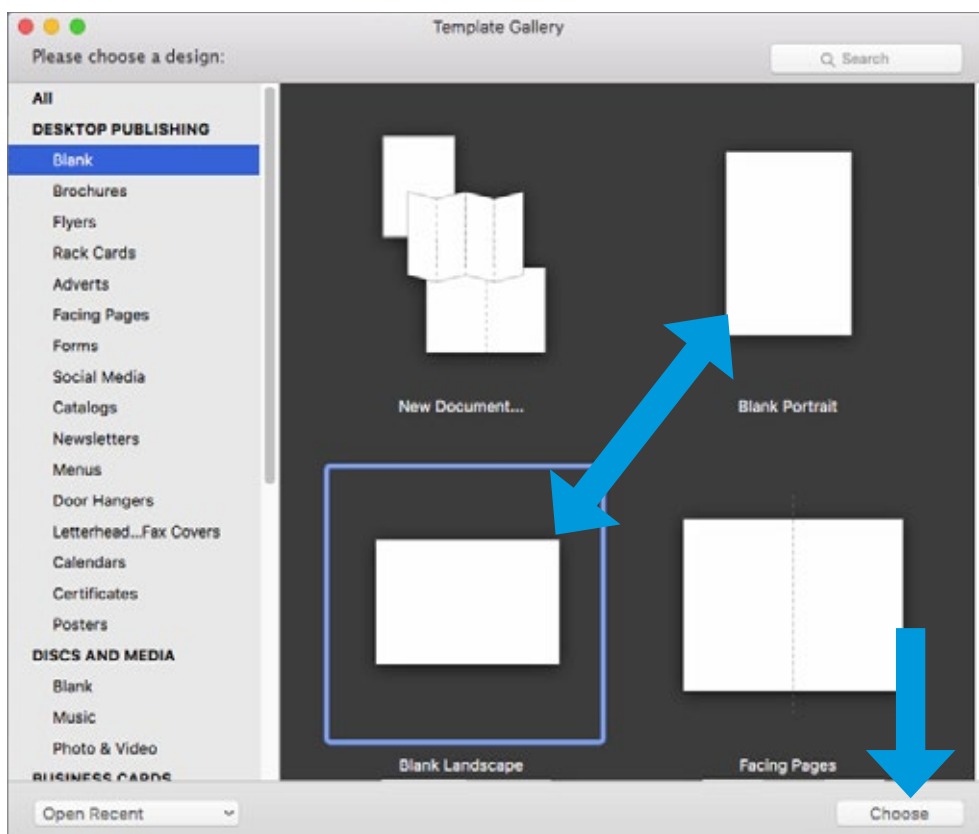 Template Gallery
Please choose a design:
Search
All
DESKTOP PUBLISHING
Blank
Brochures
Flyers
Rack Cards
Adverts
Facing Pages
Forms
Social Media
Catalogs
Newsletters
Menus
Door Hangers
Letterhead...Fax Covers
Calendars
Certificates
Posters
DISCS AND MEDIA
Blank
Music
Photo & Video
BUSINESS CARDS
New Document...
Blank Portrait
Blank Landscape
Facing Pages
Open Recent
Choose